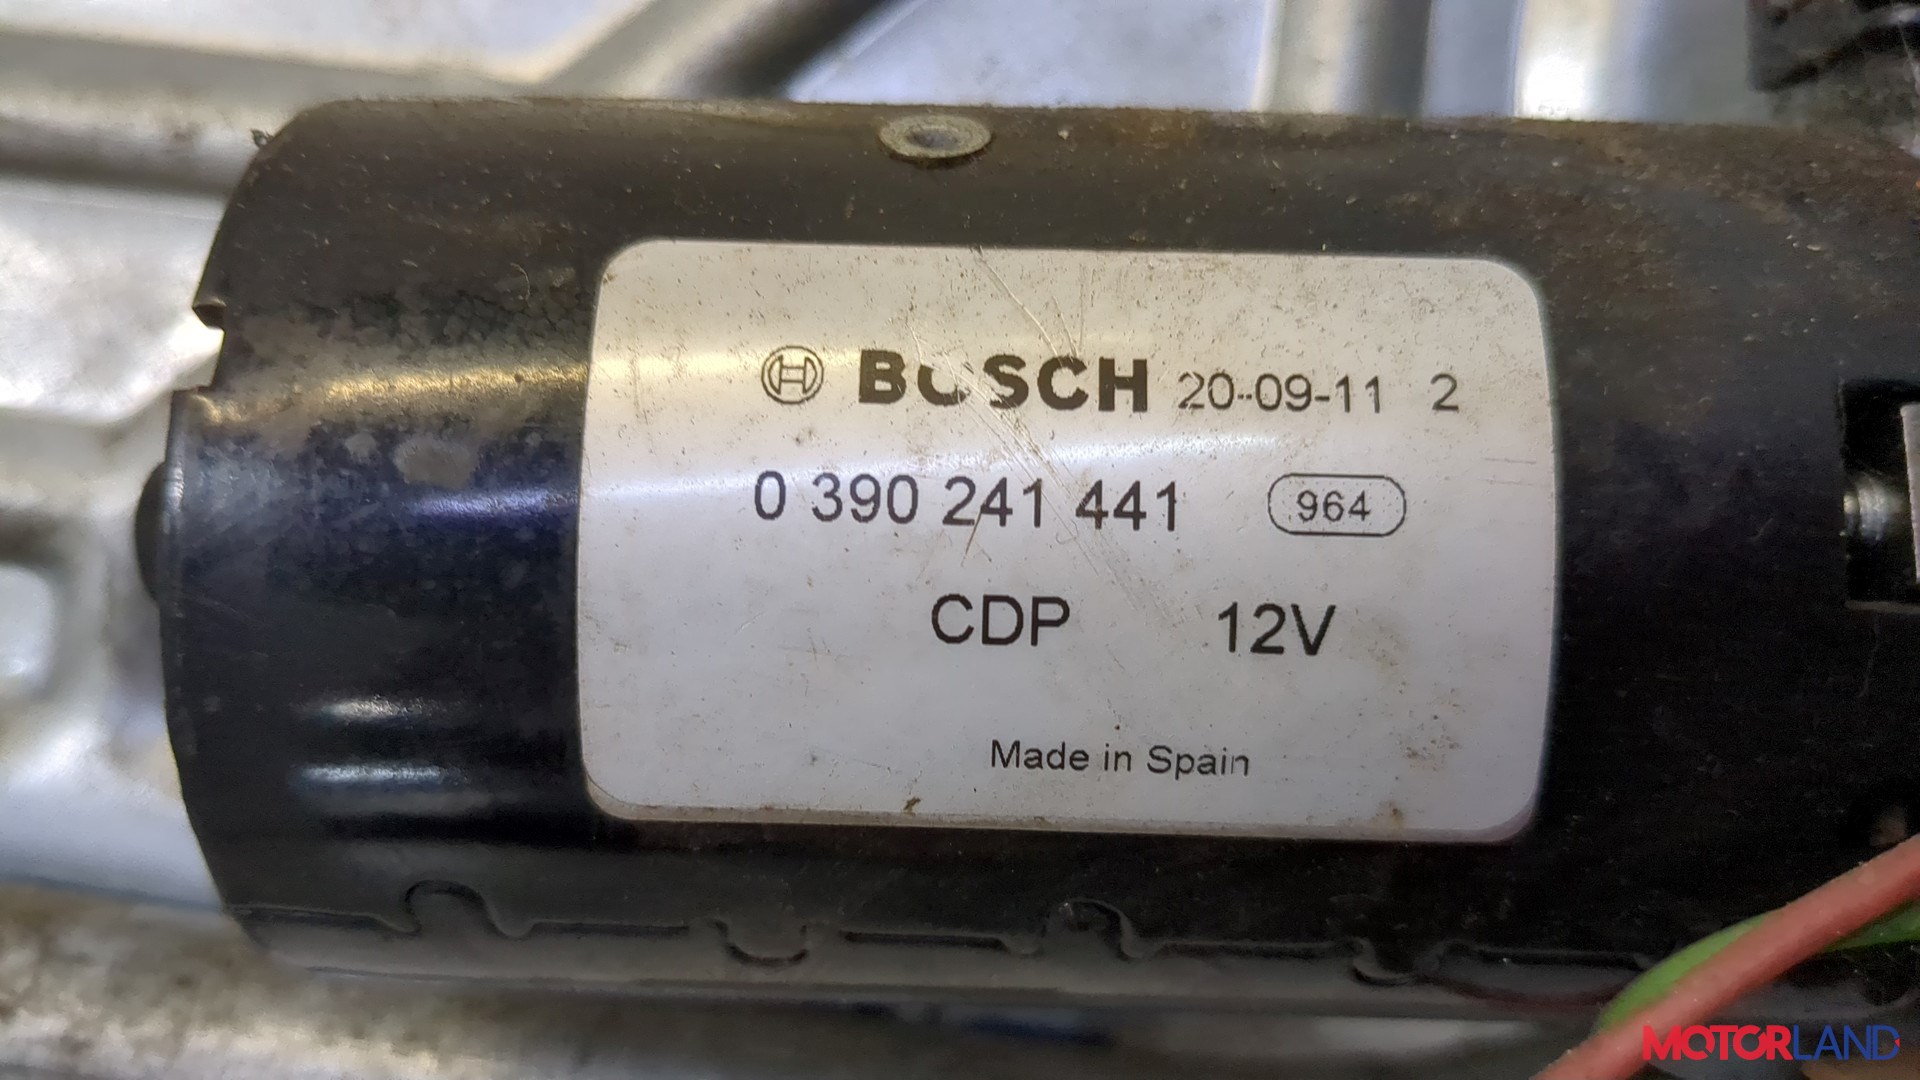 BOSCH 20-09-11 2
0 390 241 441 964
CDP 12V
Made in Spain
MOTORLAND